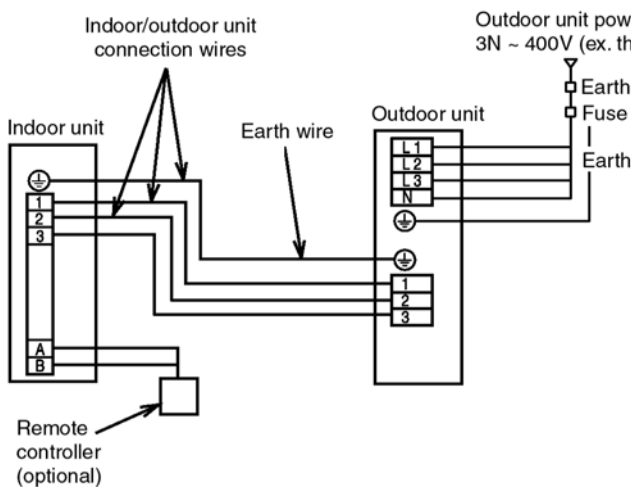 Indoor/outdoor unit
connection wires
Outdoor unit pow
3N ~ 400V (ex. th
Earth
Fuse
Earth
Indoor unit
Earth wire
Outdoor unit
1
2
3
A
B
L1
L2
L3
N
1
2
3
Remote
controller
(optional)